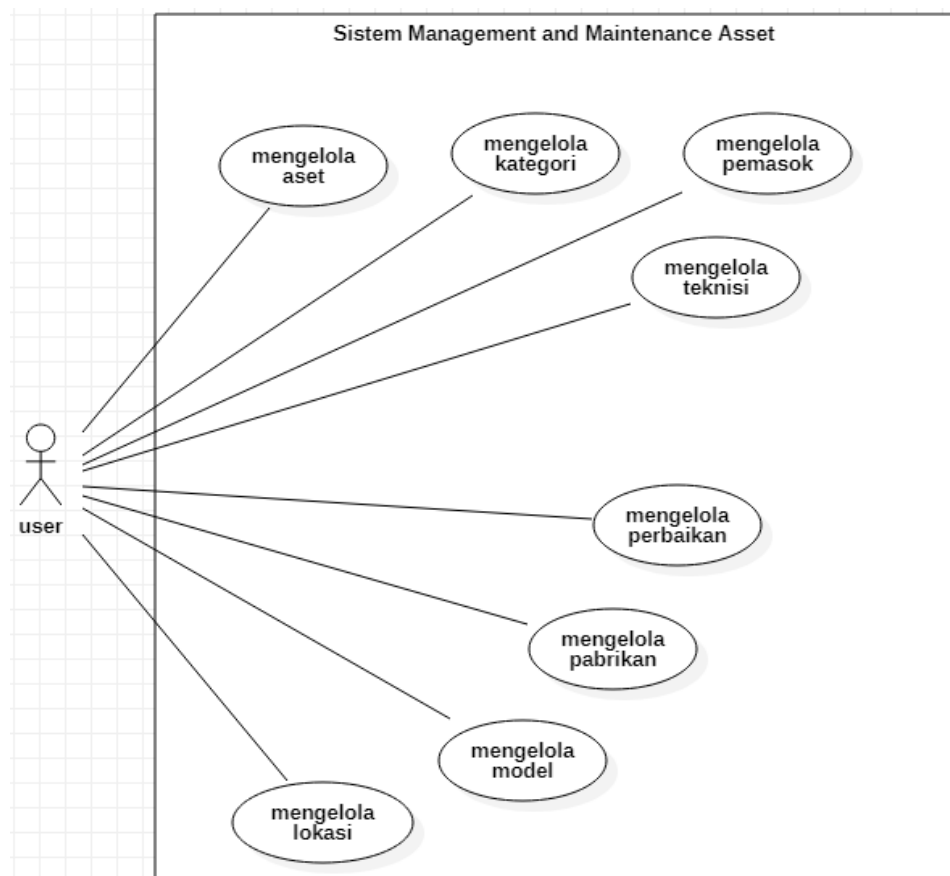 Sistem Management and Maintenance Asset
mengelola
aset
mengelola
kategori
mengelola
pemasok
mengelola
teknisi
user
mengelola
perbaikan
mengelola
pabrikan
mengelola
model
mengelola
lokasi